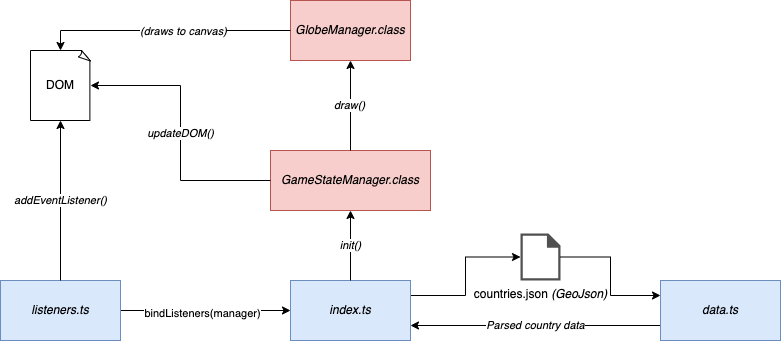 GlobeManager.class
(draws to canvas)
DOM
draw()
updateDOM()
GameStateManager.class
addEventListener()
init()
countries.json (GeoJson)
listeners.ts
bindListeners(manager)
index.ts
data.ts
Parsed country data